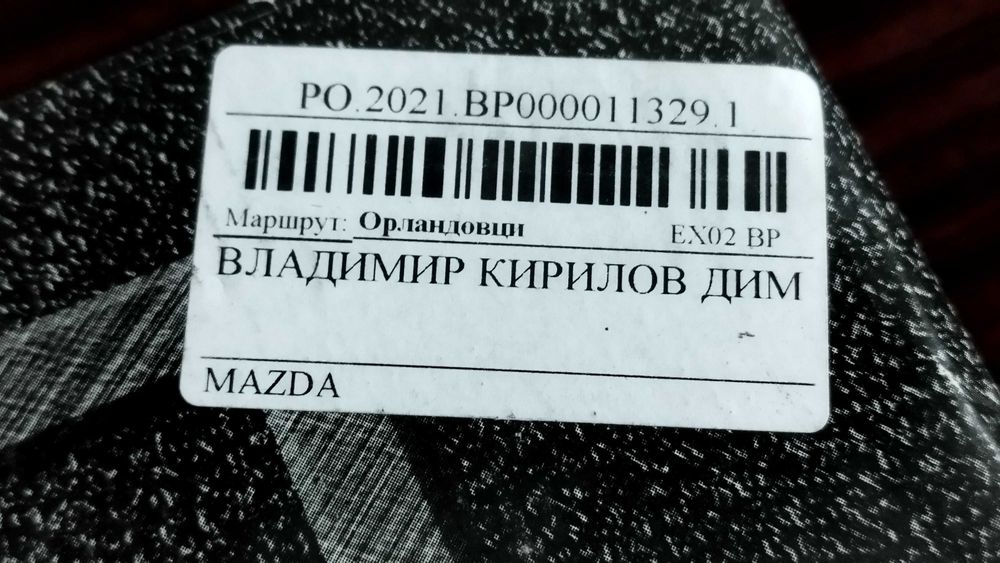 PO.2021.BP000011329.1
Маршрут: Орландовци EX02 BP
ВЛАДИМИР КИРИЛОВ ДИМ
MAZDA